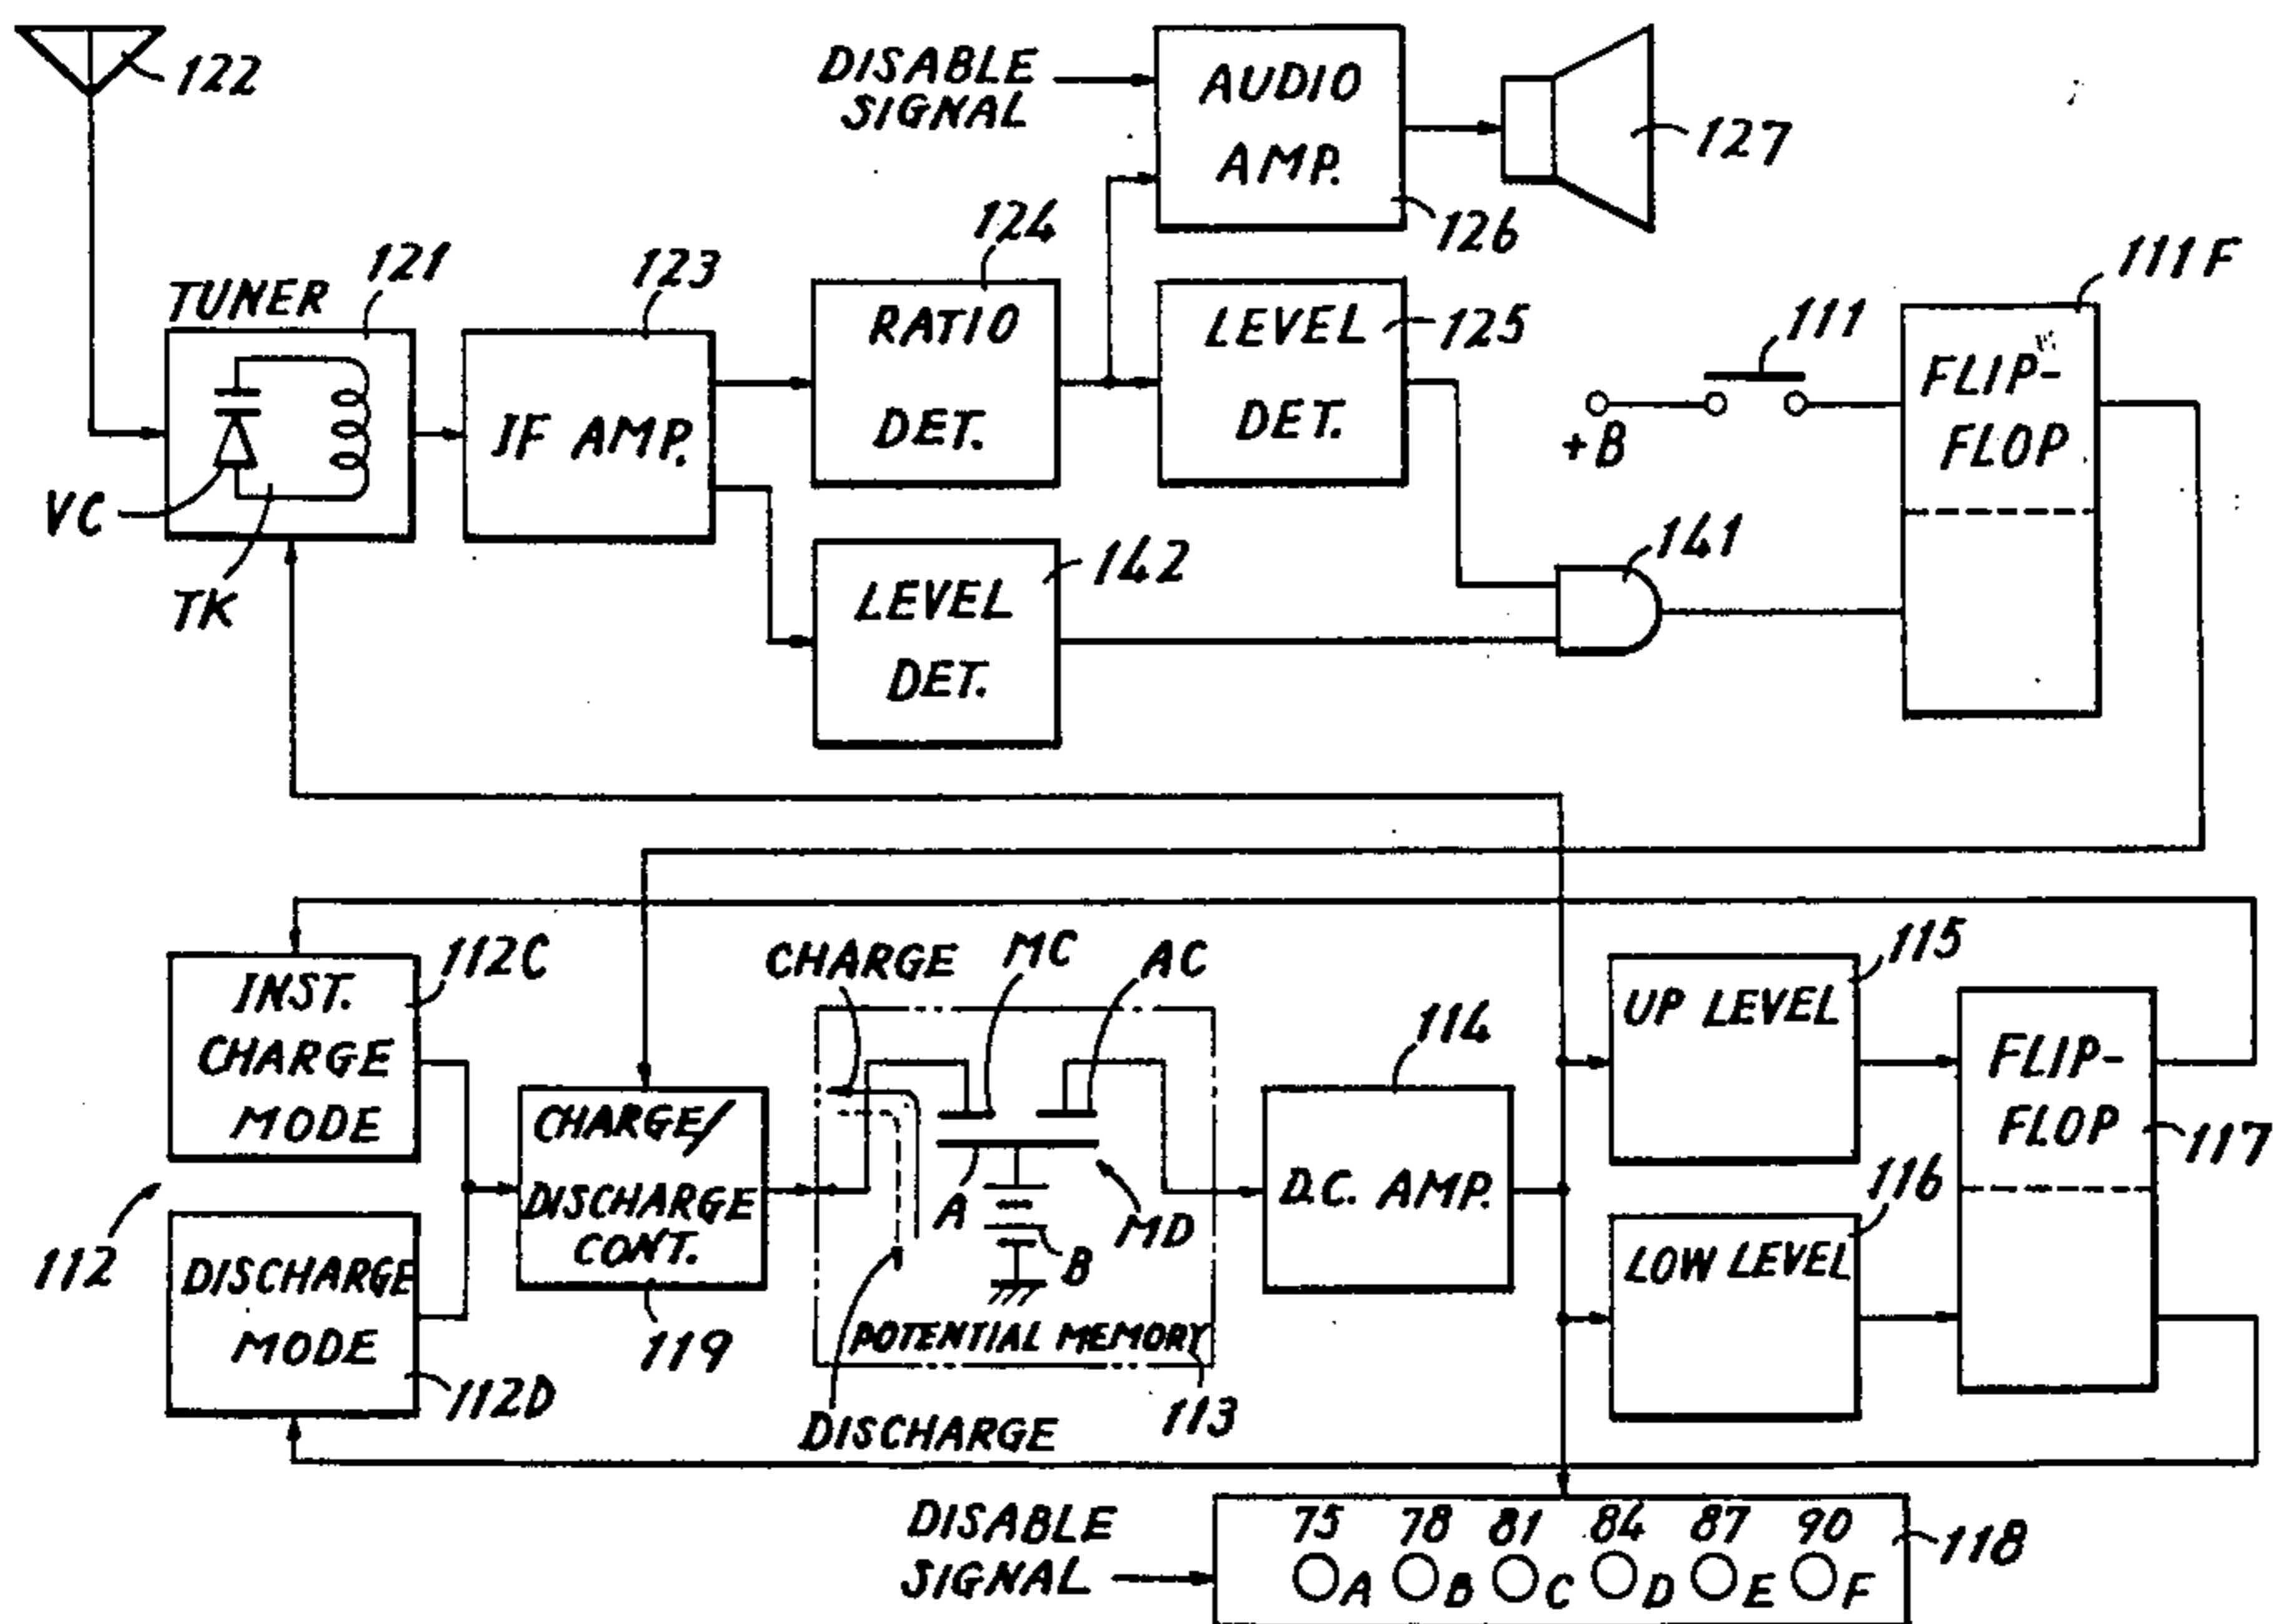 122
DISABLE
SIGNAL
AUDIO
AMP.
126
127
TUNER
121
VC
TK
123
IF AMP.
124
RATIO
DET.
LEVEL
DET.
125
111
+B
111F
FLIP-
FLOP
142
LEVEL
DET.
141
INST.
CHARGE
MODE
112C
112
DISCHARGE
MODE
112D
CHARGE/
DISCHARGE
CONT.
119
CHARGE
MC
AC
A
B
MD
POTENTIAL MEMORY
113
DISCHARGE
114
D.C. AMP.
UP LEVEL
115
LOW LEVEL
116
FLIP-
FLOP
117
DISABLE
SIGNAL
75 78 81 84 87 90
A B C D E F
118